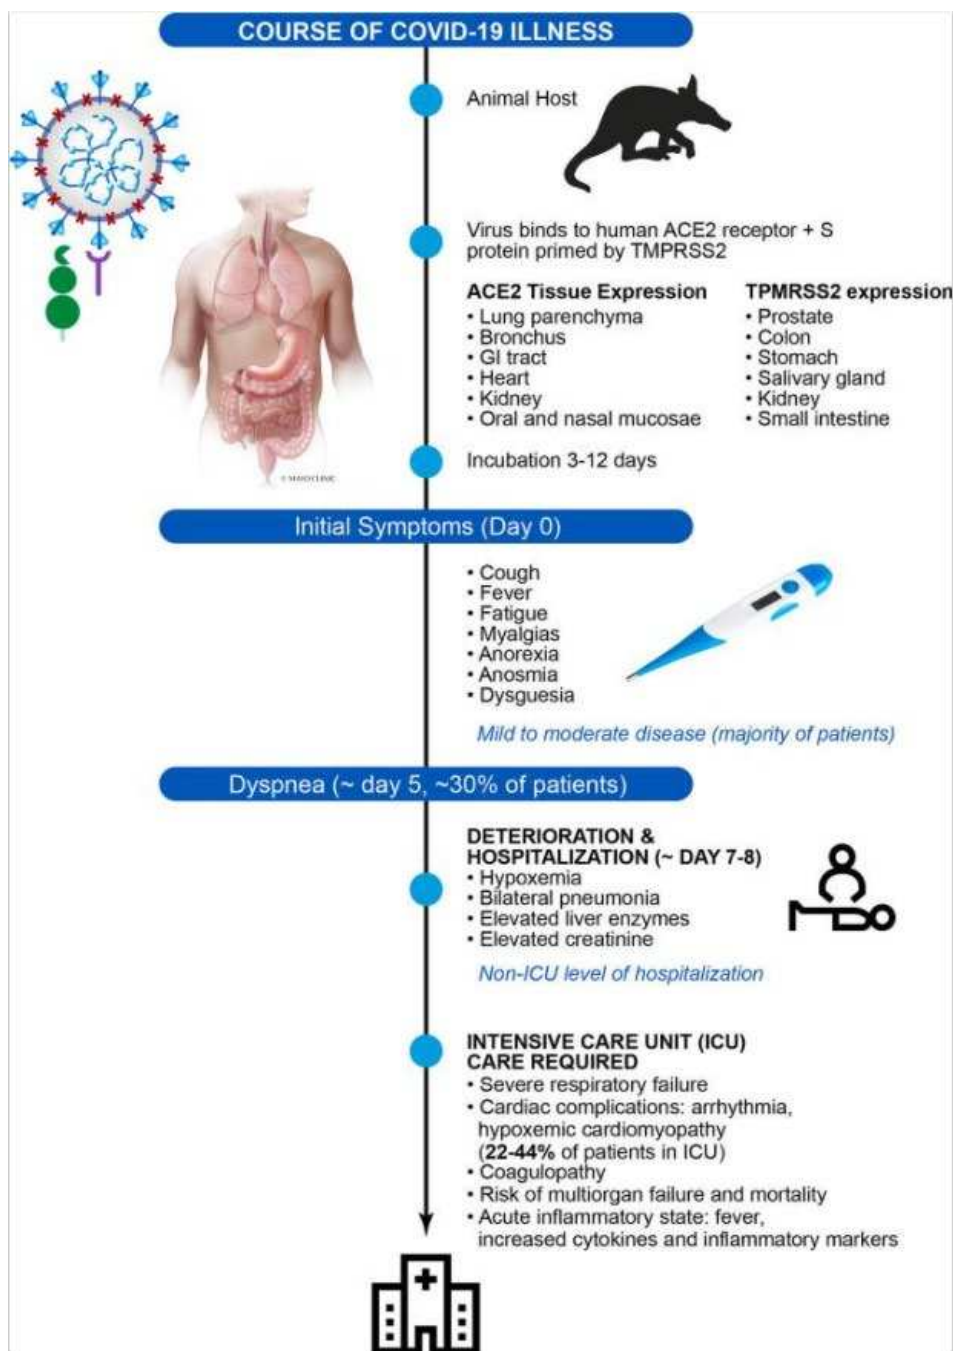 COURSE OF COVID-19 ILLNESS
Animal Host
Virus binds to human ACE2 receptor + S
protein primed by TMPRSS2
ACE2 Tissue Expression
• Lung parenchyma
• Bronchus
• GI tract
• Heart
• Kidney
• Oral and nasal mucosae
TPMRSS2 expression
• Prostate
• Colon
• Stomach
• Salivary gland
• Kidney
• Small intestine
© MAYO CLINIC
Incubation 3-12 days
Initial Symptoms (Day 0)
• Cough
• Fever
• Fatigue
• Myalgias
• Anorexia
• Anosmia
• Dysguesia
Mild to moderate disease (majority of patients)
Dyspnea (~ day 5, ~30% of patients)
DETERIORATION &
HOSPITALIZATION (~ DAY 7-8)
• Hypoxemia
• Bilateral pneumonia
• Elevated liver enzymes
• Elevated creatinine
Non-ICU level of hospitalization
INTENSIVE CARE UNIT (ICU)
CARE REQUIRED
• Severe respiratory failure
• Cardiac complications: arrhythmia,
hypoxemic cardiomyopathy
(22-44% of patients in ICU)
• Coagulopathy
• Risk of multiorgan failure and mortality
• Acute inflammatory state: fever,
increased cytokines and inflammatory markers